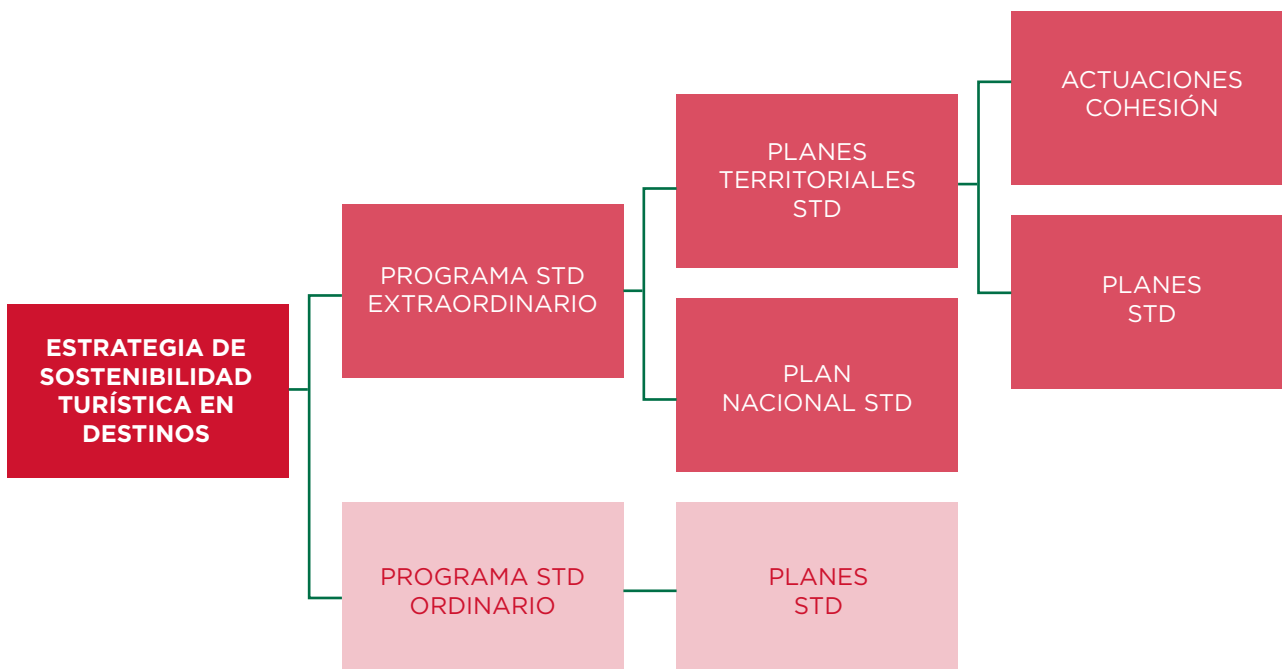 ESTRATEGIA DE
SOSTENIBILIDAD
TURÍSTICA EN
DESTINOS
PROGRAMA STD
EXTRAORDINARIO
PLANES
TERRITORIALES
STD
ACTUACIONES
COHESIÓN
PLANES
STD
PLAN
NACIONAL STD
PROGRAMA STD
ORDINARIO
PLANES
STD